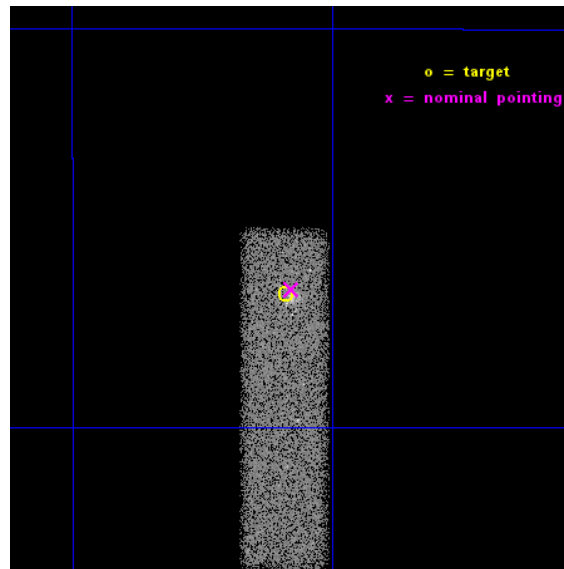 o = target
x = nominal pointing